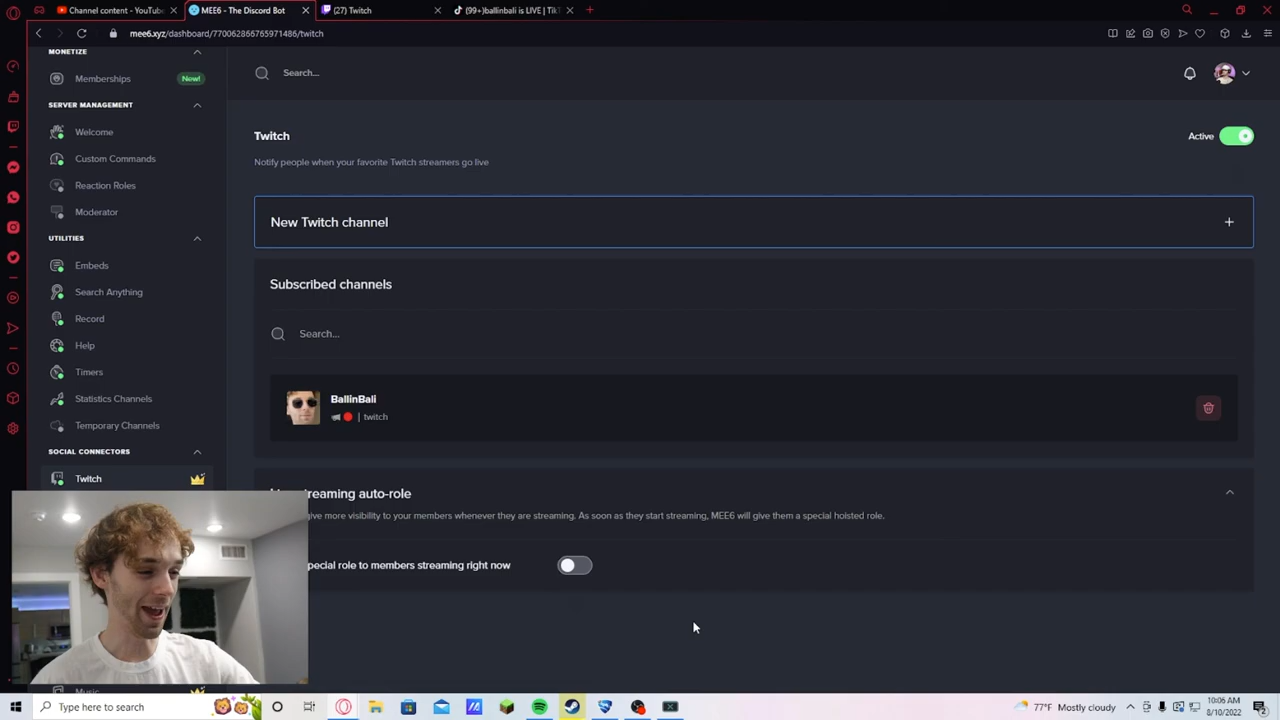 Channel content - YouTube
MEE6 - The Discord Bot
(27) Twitch
(99+)ballinbali is LIVE | TikT
mee6.xyz/dashboard/770062866765971486/twitch
MONETIZE
Memberships
New!
SERVER MANAGEMENT
Welcome
Custom Commands
Reaction Roles
Moderator
UTILITIES
Embeds
Search Anything
Record
Help
Timers
Statistics Channels
Temporary Channels
SOCIAL CONNECTORS
Twitch
Music
Search...
Twitch
Active
Notify people when your favorite Twitch streamers go live
New Twitch channel
Subscribed channels
Search...
BallinBali
| twitch
reaming auto-role
give more visibility to your members whenever they are streaming. As soon as they start streaming, MEE6 will give them a special hoisted role.
pecial role to members streaming right now
Type here to search
77°F Mostly cloudy
10:06 AM
8/10/2022